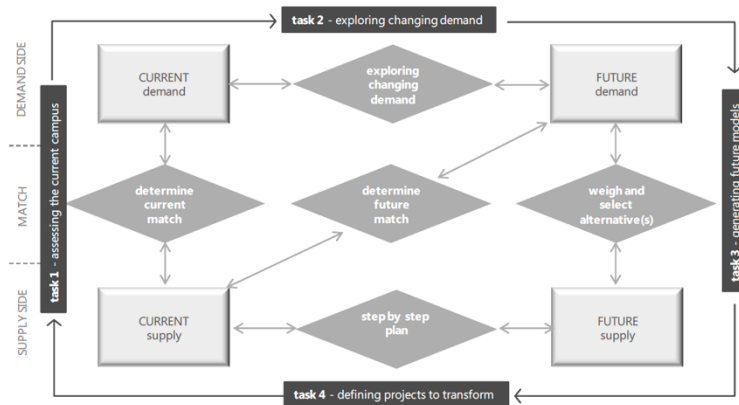 task 2 - exploring changing demand
DEMAND SIDE
MATCH
SUPPLY SIDE
task 1 - assessing the current campus
CURRENT
demand
exploring
changing
demand
FUTURE
demand
determine
current
match
determine
future
match
weigh and
select
alternative(s)
task 3 - generating future models
CURRENT
supply
step by step
plan
FUTURE
supply
task 4 - defining projects to transform